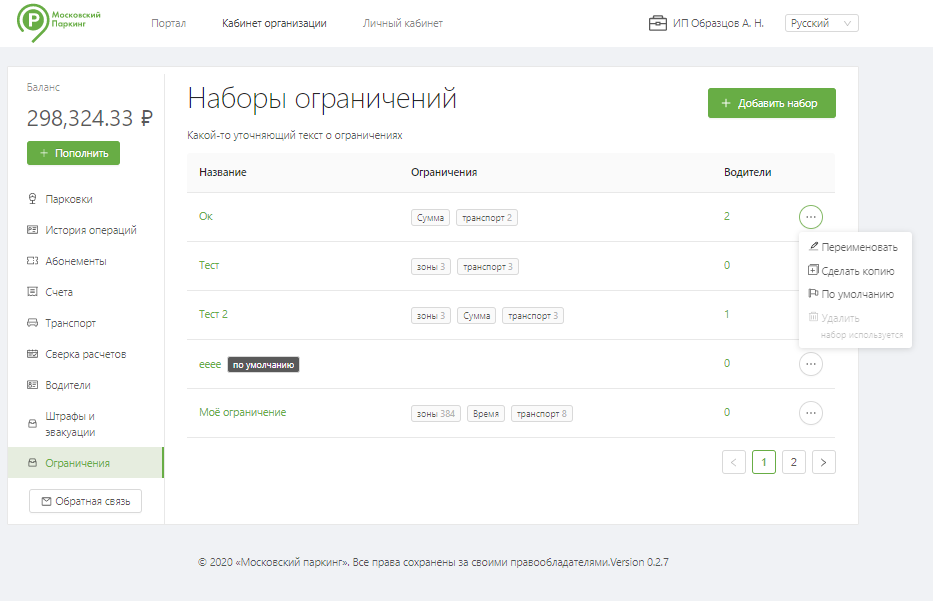 Московский
Паркинг
Портал
Кабинет организации
Личный кабинет
ИП Образцов А. Н.
Русский
Баланс
298,324.33 ₽
+ Пополнить
Парковки
История операций
Абонементы
Счета
Транспорт
Сверка расчетов
Водители
Штрафы и
эвакуации
Ограничения
Обратная связь
Наборы ограничений
+ Добавить набор
Какой-то уточняющий текст о ограничениях
Название Ограничения Водители
Ок Сумма транспорт 2 2
Тест зоны 3 транспорт 3 0
Тест 2 зоны 3 Сумма транспорт 3 1
ееее по умолчанию 0
Моё ограничение зоны 384 Время транспорт 8 0
Переименовать
Сделать копию
По умолчанию
Удалить
набор используется
< 1 2 >
© 2020 «Московский паркинг». Все права сохранены за своими правообладателями.Version 0.2.7